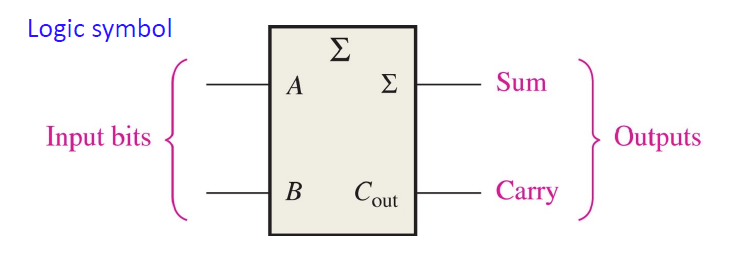 Logic symbol
Σ
A Σ Sum
Input bits Outputs
B Cout Carry